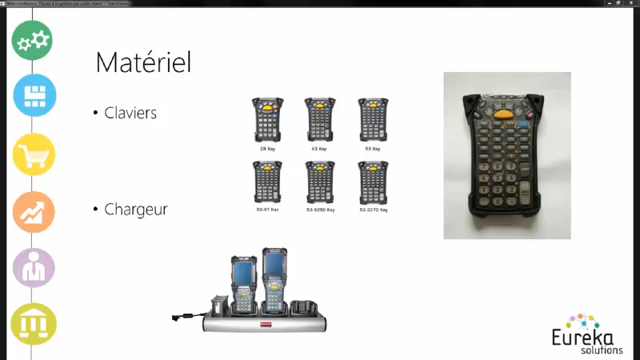 Matériel
• Claviers
28 Key
43 Key
53 Key
53-VT Key
53-5250 Key
53-3270 Key
• Chargeur
Eureka
solutions